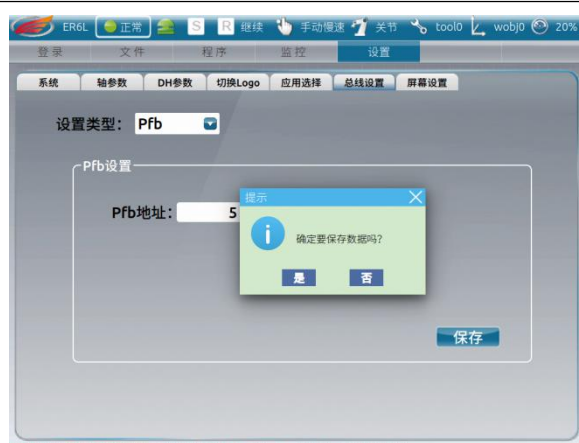 ER6L 正常 S R 继续 手动慢速 关节 tool0 wobj0 20%
登录 文件 程序 监控 设置
系统 轴参数 DH参数 切换Logo 应用选择 总线设置 屏幕设置
设置类型： Pfb
Pfb设置
Pfb地址： 5
提示
确定要保存数据吗？
是 否
保存